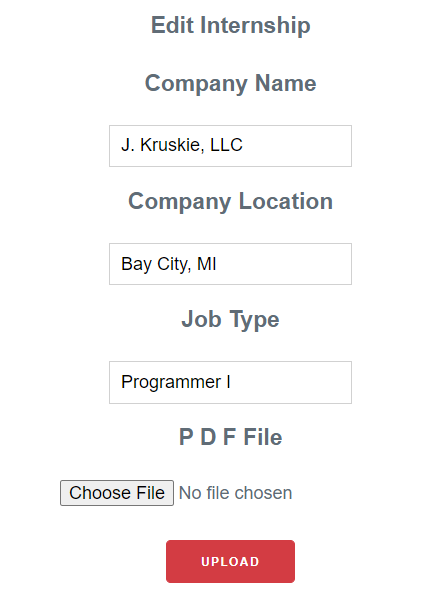 Edit Internship
Company Name
J. Kruskie, LLC
Company Location
Bay City, MI
Job Type
Programmer I
P D F File
Choose File No file chosen
UPLOAD